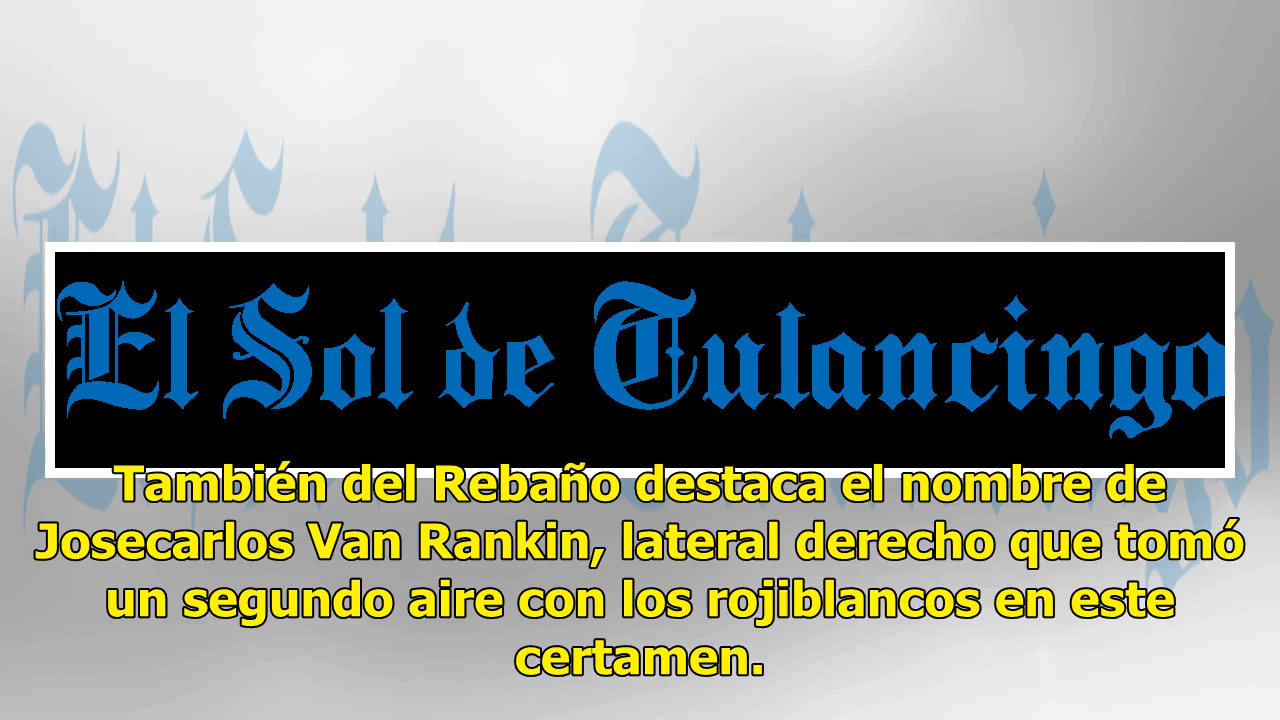 El Sol de Tulancingo
También del Rebaño destaca el nombre de
Josecarlos Van Rankin, lateral derecho que tomó
un segundo aire con los rojiblancos en este
certamen.